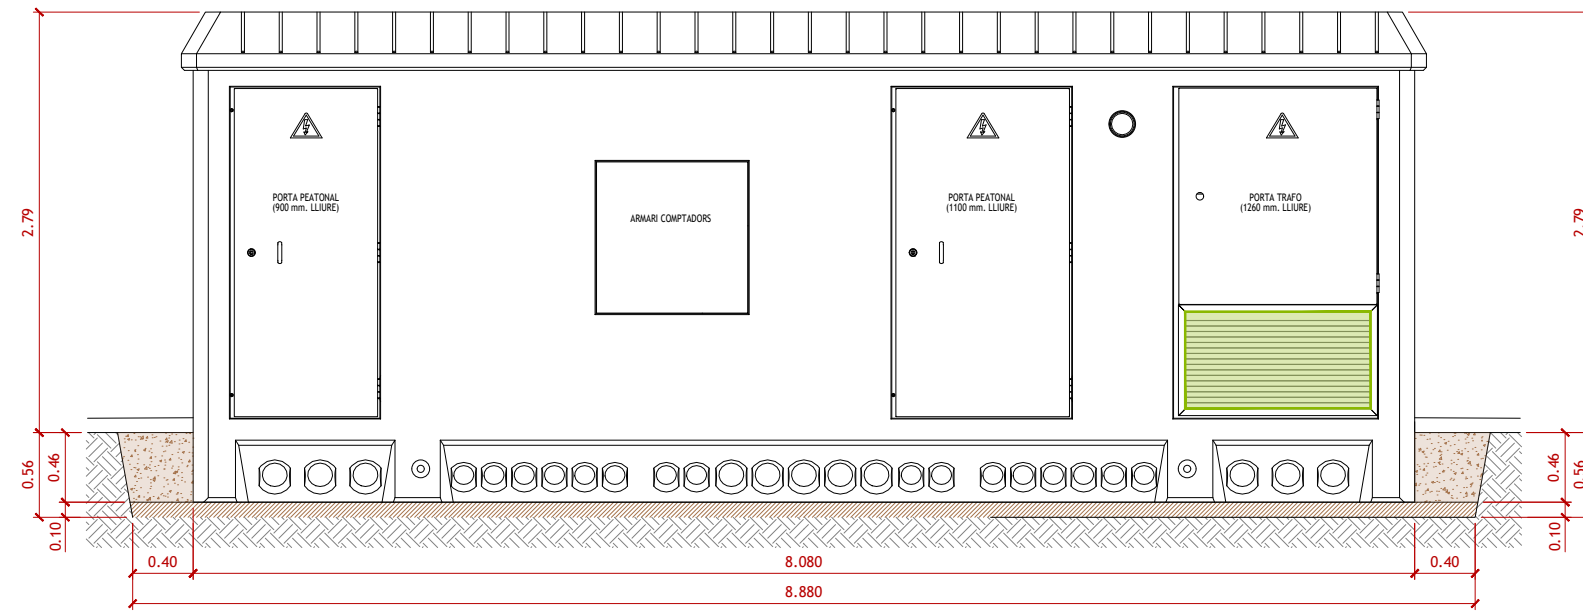 PORTA PEATONAL
(900 mm. LLIURE)
ARMARI COMPTADORS
PORTA PEATONAL
(1100 mm. LLIURE)
PORTA TRAFO
(1260 mm. LLIURE)
2.79
2.79
0.56
0.46
0.10
0.46
0.56
0.10
0.40
8.080
0.40
8.880